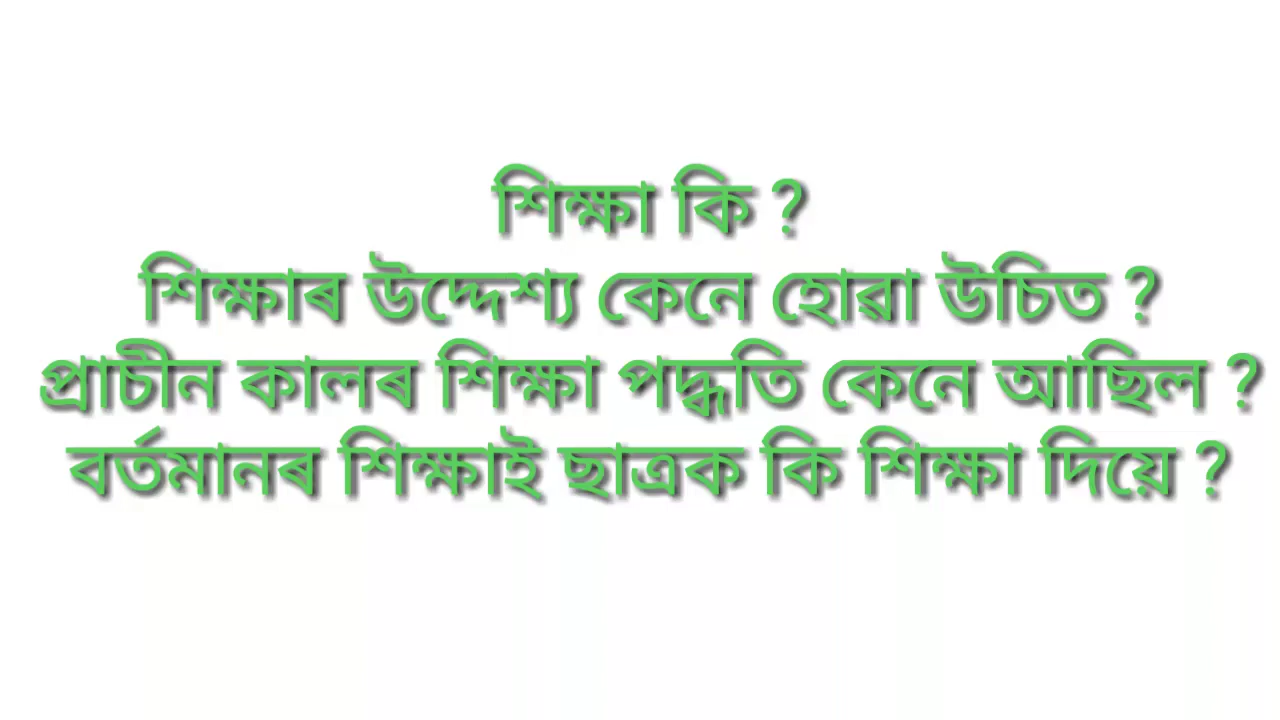 শিক্ষা কি ?
শিক্ষাৰ উদ্দেশ্য কেনে হোৱা উচিত ?
প্ৰাচীন কালৰ শিক্ষা পদ্ধতি কেনে আছিল ?
বৰ্তমানৰ শিক্ষাই ছাত্ৰক কি শিক্ষা দিয়ে ?